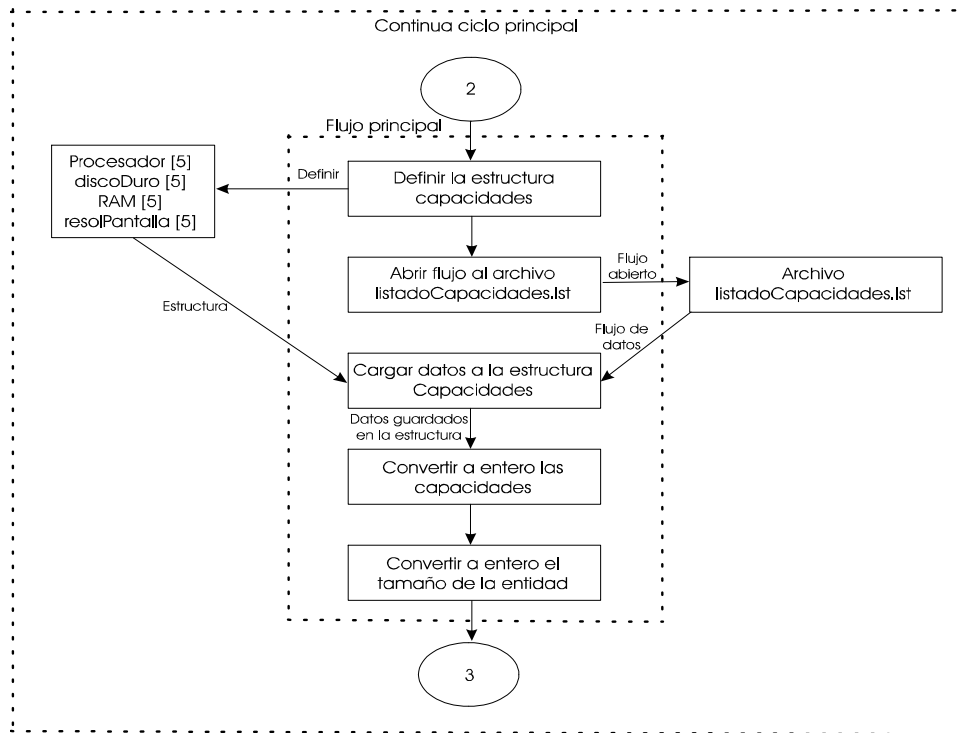 Continua ciclo principal
2
Flujo principal
Procesador [5]
discoDuro [5]
RAM [5]
resolPantalla [5]
Definir
Definir la estructura
capacidades
Abrir flujo al archivo
listadoCapacidades.lst
Flujo
abierto
Archivo
listadoCapacidades.lst
Estructura
Flujo de
datos
Cargar datos a la estructura
Capacidades
Datos guardados
en la estructura
Convertir a entero las
capacidades
Convertir a entero el
tamaño de la entidad
3